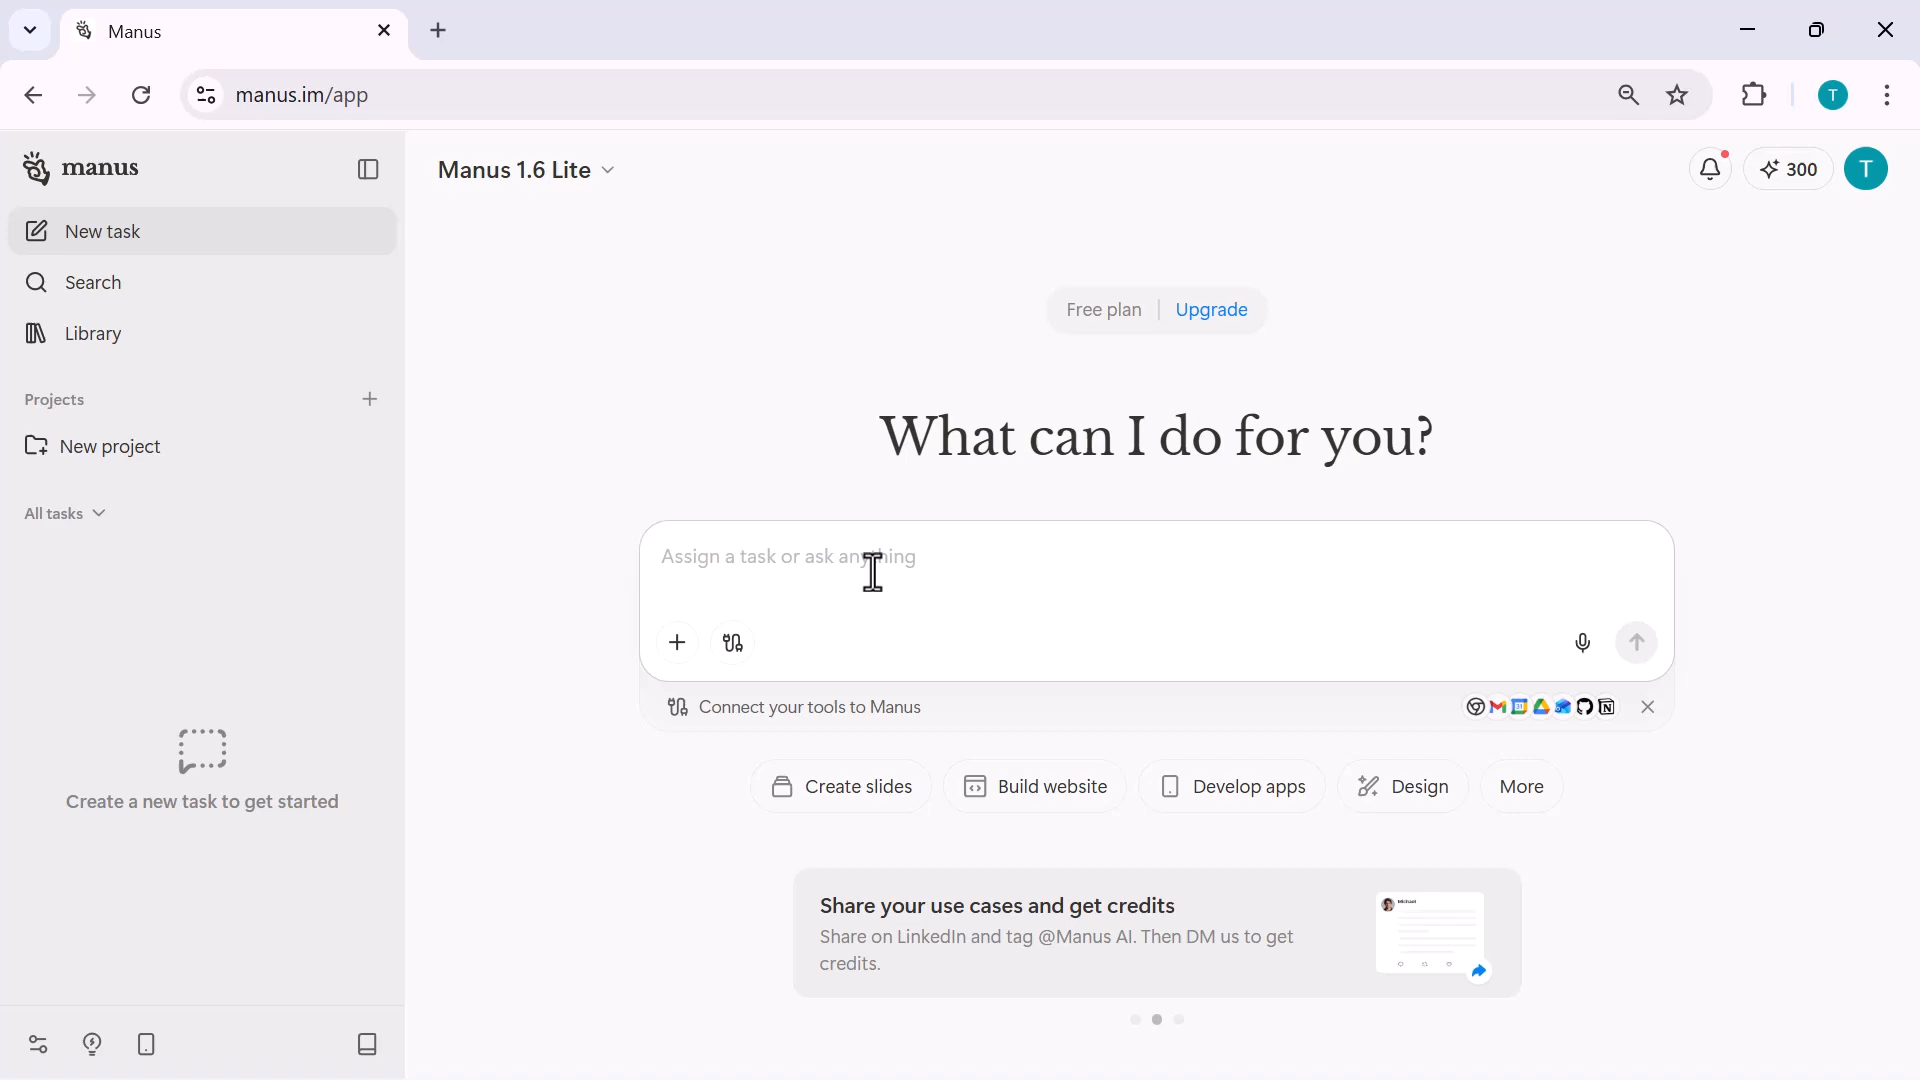 Manus
manus.im/app
T
manus
Manus 1.6 Lite
300
T
New task
Search
Library
Projects
New project
All tasks
Create a new task to get started
Free plan
Upgrade
What can I do for you?
Assign a task or ask anything
Connect your tools to Manus
Create slides
Build website
Develop apps
Design
More
Share your use cases and get credits
Share on LinkedIn and tag @Manus AI. Then DM us to get
credits.
Michael